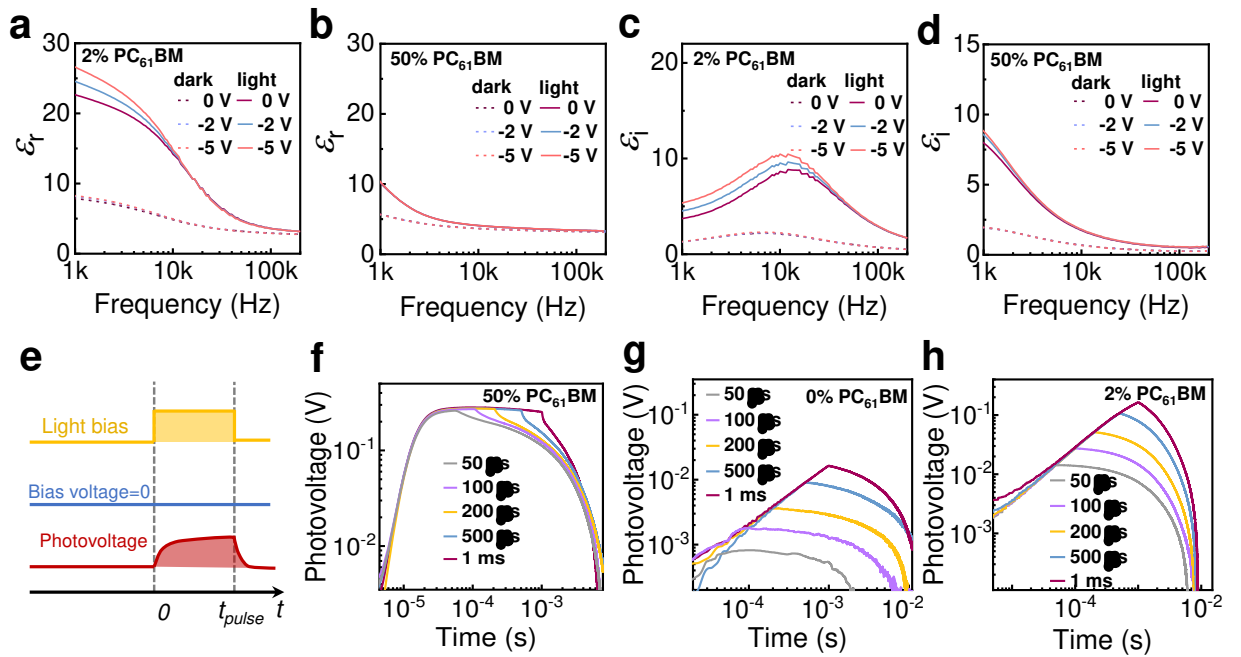 a
2% PC61BM
dark light
0 V 0 V
-2 V -2 V
-5 V -5 V
εr
30
20
10
0
1k 10k 100k
Frequency (Hz)
b
50% PC61BM
dark light
0 V 0 V
-2 V -2 V
-5 V -5 V
εr
30
20
10
0
1k 10k 100k
Frequency (Hz)
c
2% PC61BM
dark light
0 V 0 V
-2 V -2 V
-5 V -5 V
εi
20
10
0
1k 10k 100k
Frequency (Hz)
d
50% PC61BM
dark light
0 V 0 V
-2 V -2 V
-5 V -5 V
εi
15
10
5
0
1k 10k 100k
Frequency (Hz)
e
Light bias
Bias voltage=0
Photovoltage
0 tpulse t
f
50% PC61BM
Photovoltage (V)
10-1
10-2
50 s
100 s
200 s
500 s
1 ms
10-5 10-4 10-3
Time (s)
g
0% PC61BM
Photovoltage (V)
10-1
10-2
10-3
50 s
100 s
200 s
500 s
1 ms
10-4 10-3 10-2
Time (s)
h
2% PC61BM
Photovoltage (V)
10-1
10-2
10-3
50 s
100 s
200 s
500 s
1 ms
10-4 10-2
Time (s)